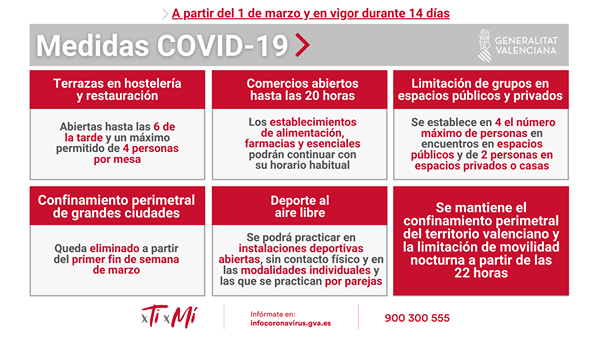 A partir del 1 de marzo y en vigor durante 14 días
Medidas COVID-19
GENERALITAT
VALENCIANA
Terrazas en hostelería
y restauración
Abiertas hasta las 6 de
la tarde y un máximo
permitido de 4 personas
por mesa
Comercios abiertos
hasta las 20 horas
Los establecimientos
de alimentación,
farmacias y esenciales
podrán continuar con
su horario habitual
Limitación de grupos en
espacios públicos y privados
Se establece en 4 el número
máximo de personas en
encuentros en espacios
públicos y de 2 personas en
espacios privados o casas
Confinamiento perimetral
de grandes ciudades
Queda eliminado a partir
del primer fin de semana
de marzo
Deporte al
aire libre
Se podrá practicar en
instalaciones deportivas
abiertas, sin contacto físico y en
las modalidades individuales y
las que se practican por parejas
Se mantiene el
confinamiento perimetral
del territorio valenciano y
la limitación de movilidad
nocturna a partir de las
22 horas
xTi xMí
Infórmate en:
infocoronavirus.gva.es
900 300 555